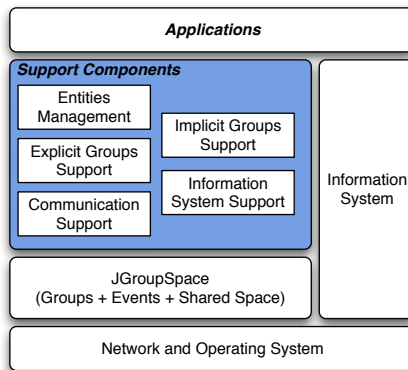 Applications
Support Components
Entities
Management
Explicit Groups
Support
Communication
Support
Implicit Groups
Support
Information
System Support
Information
System
JGroupSpace
(Groups + Events + Shared Space)
Network and Operating System